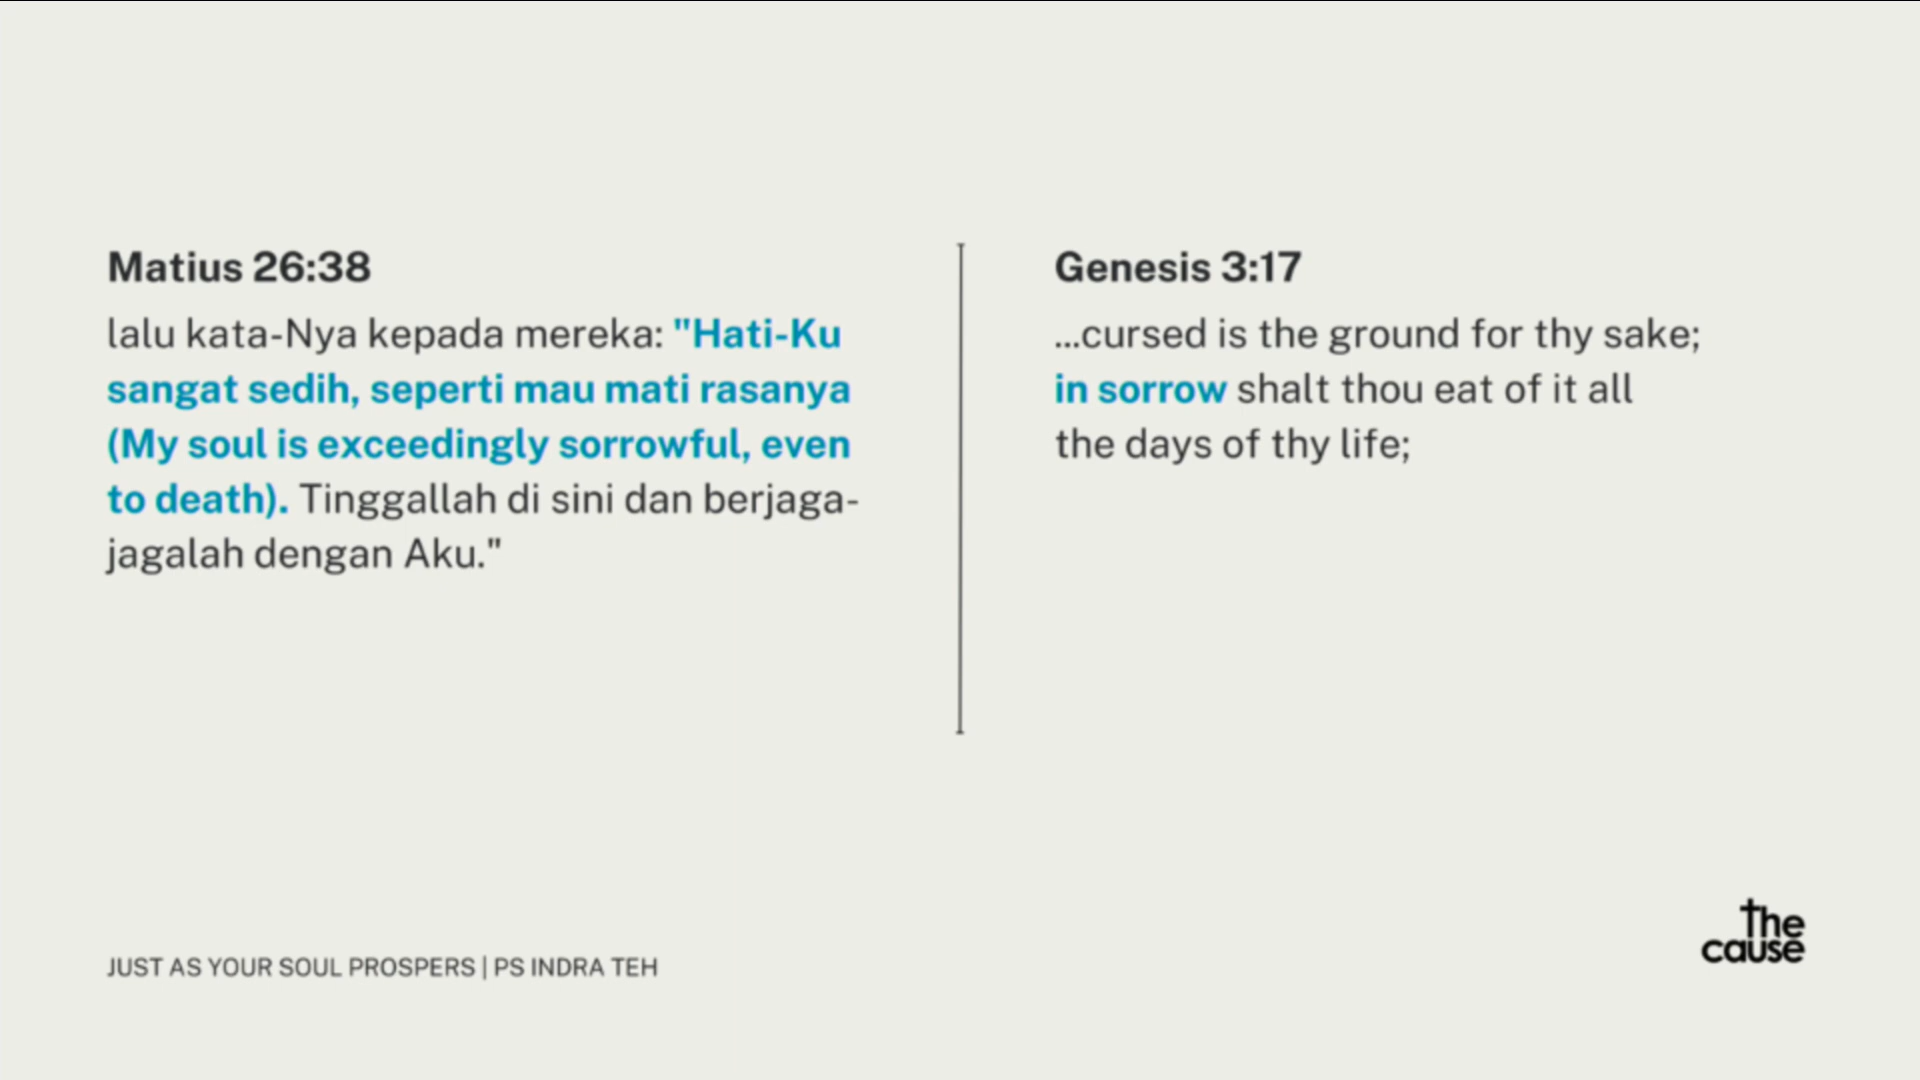 Matius 26:38
lalu kata-Nya kepada mereka: "Hati-Ku
sangat sedih, seperti mau mati rasanya
(My soul is exceedingly sorrowful, even
to death). Tinggallah di sini dan berjaga-
jagalah dengan Aku."
Genesis 3:17
...cursed is the ground for thy sake;
in sorrow shalt thou eat of it all
the days of thy life;
JUST AS YOUR SOUL PROSPERS | PS INDRA TEH
the
cause